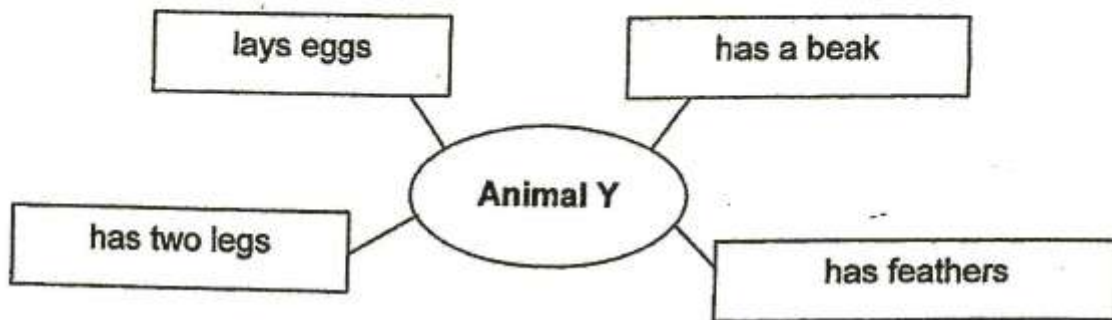 lays eggs
has a beak
Animal Y
has two legs
has feathers